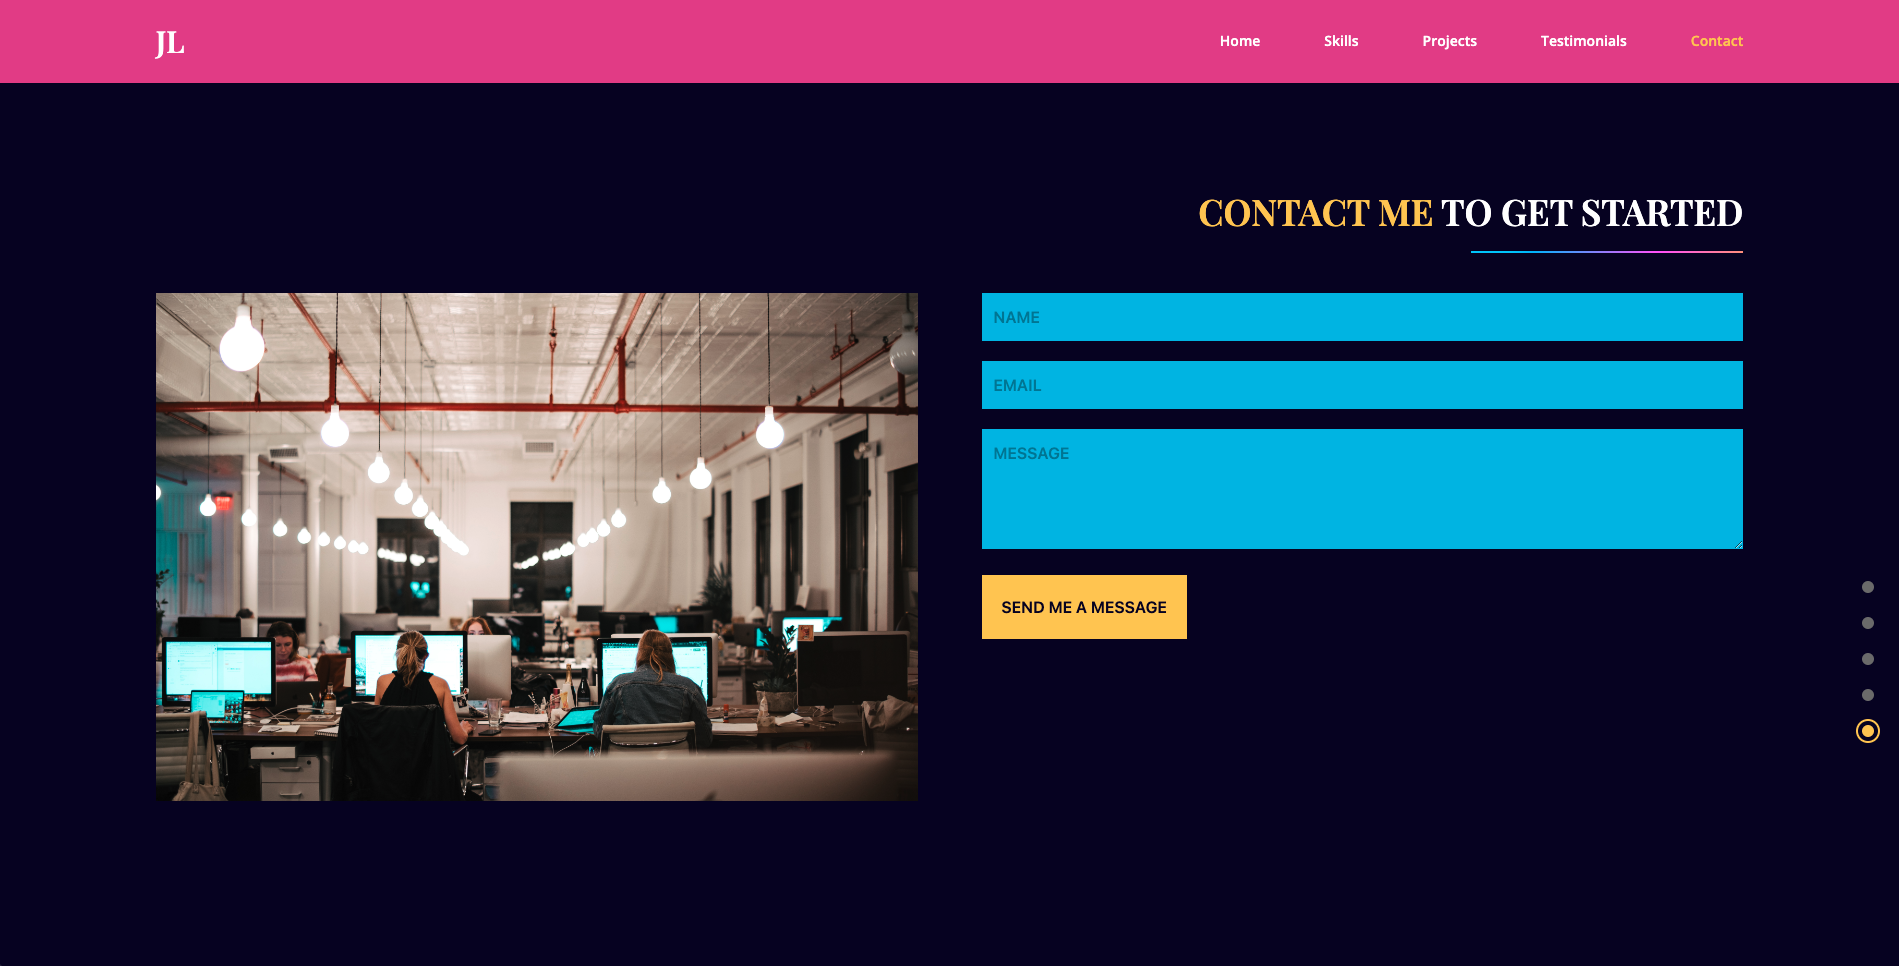 JL
Home Skills Projects Testimonials Contact
CONTACT ME TO GET STARTED
NAME
EMAIL
MESSAGE
SEND ME A MESSAGE